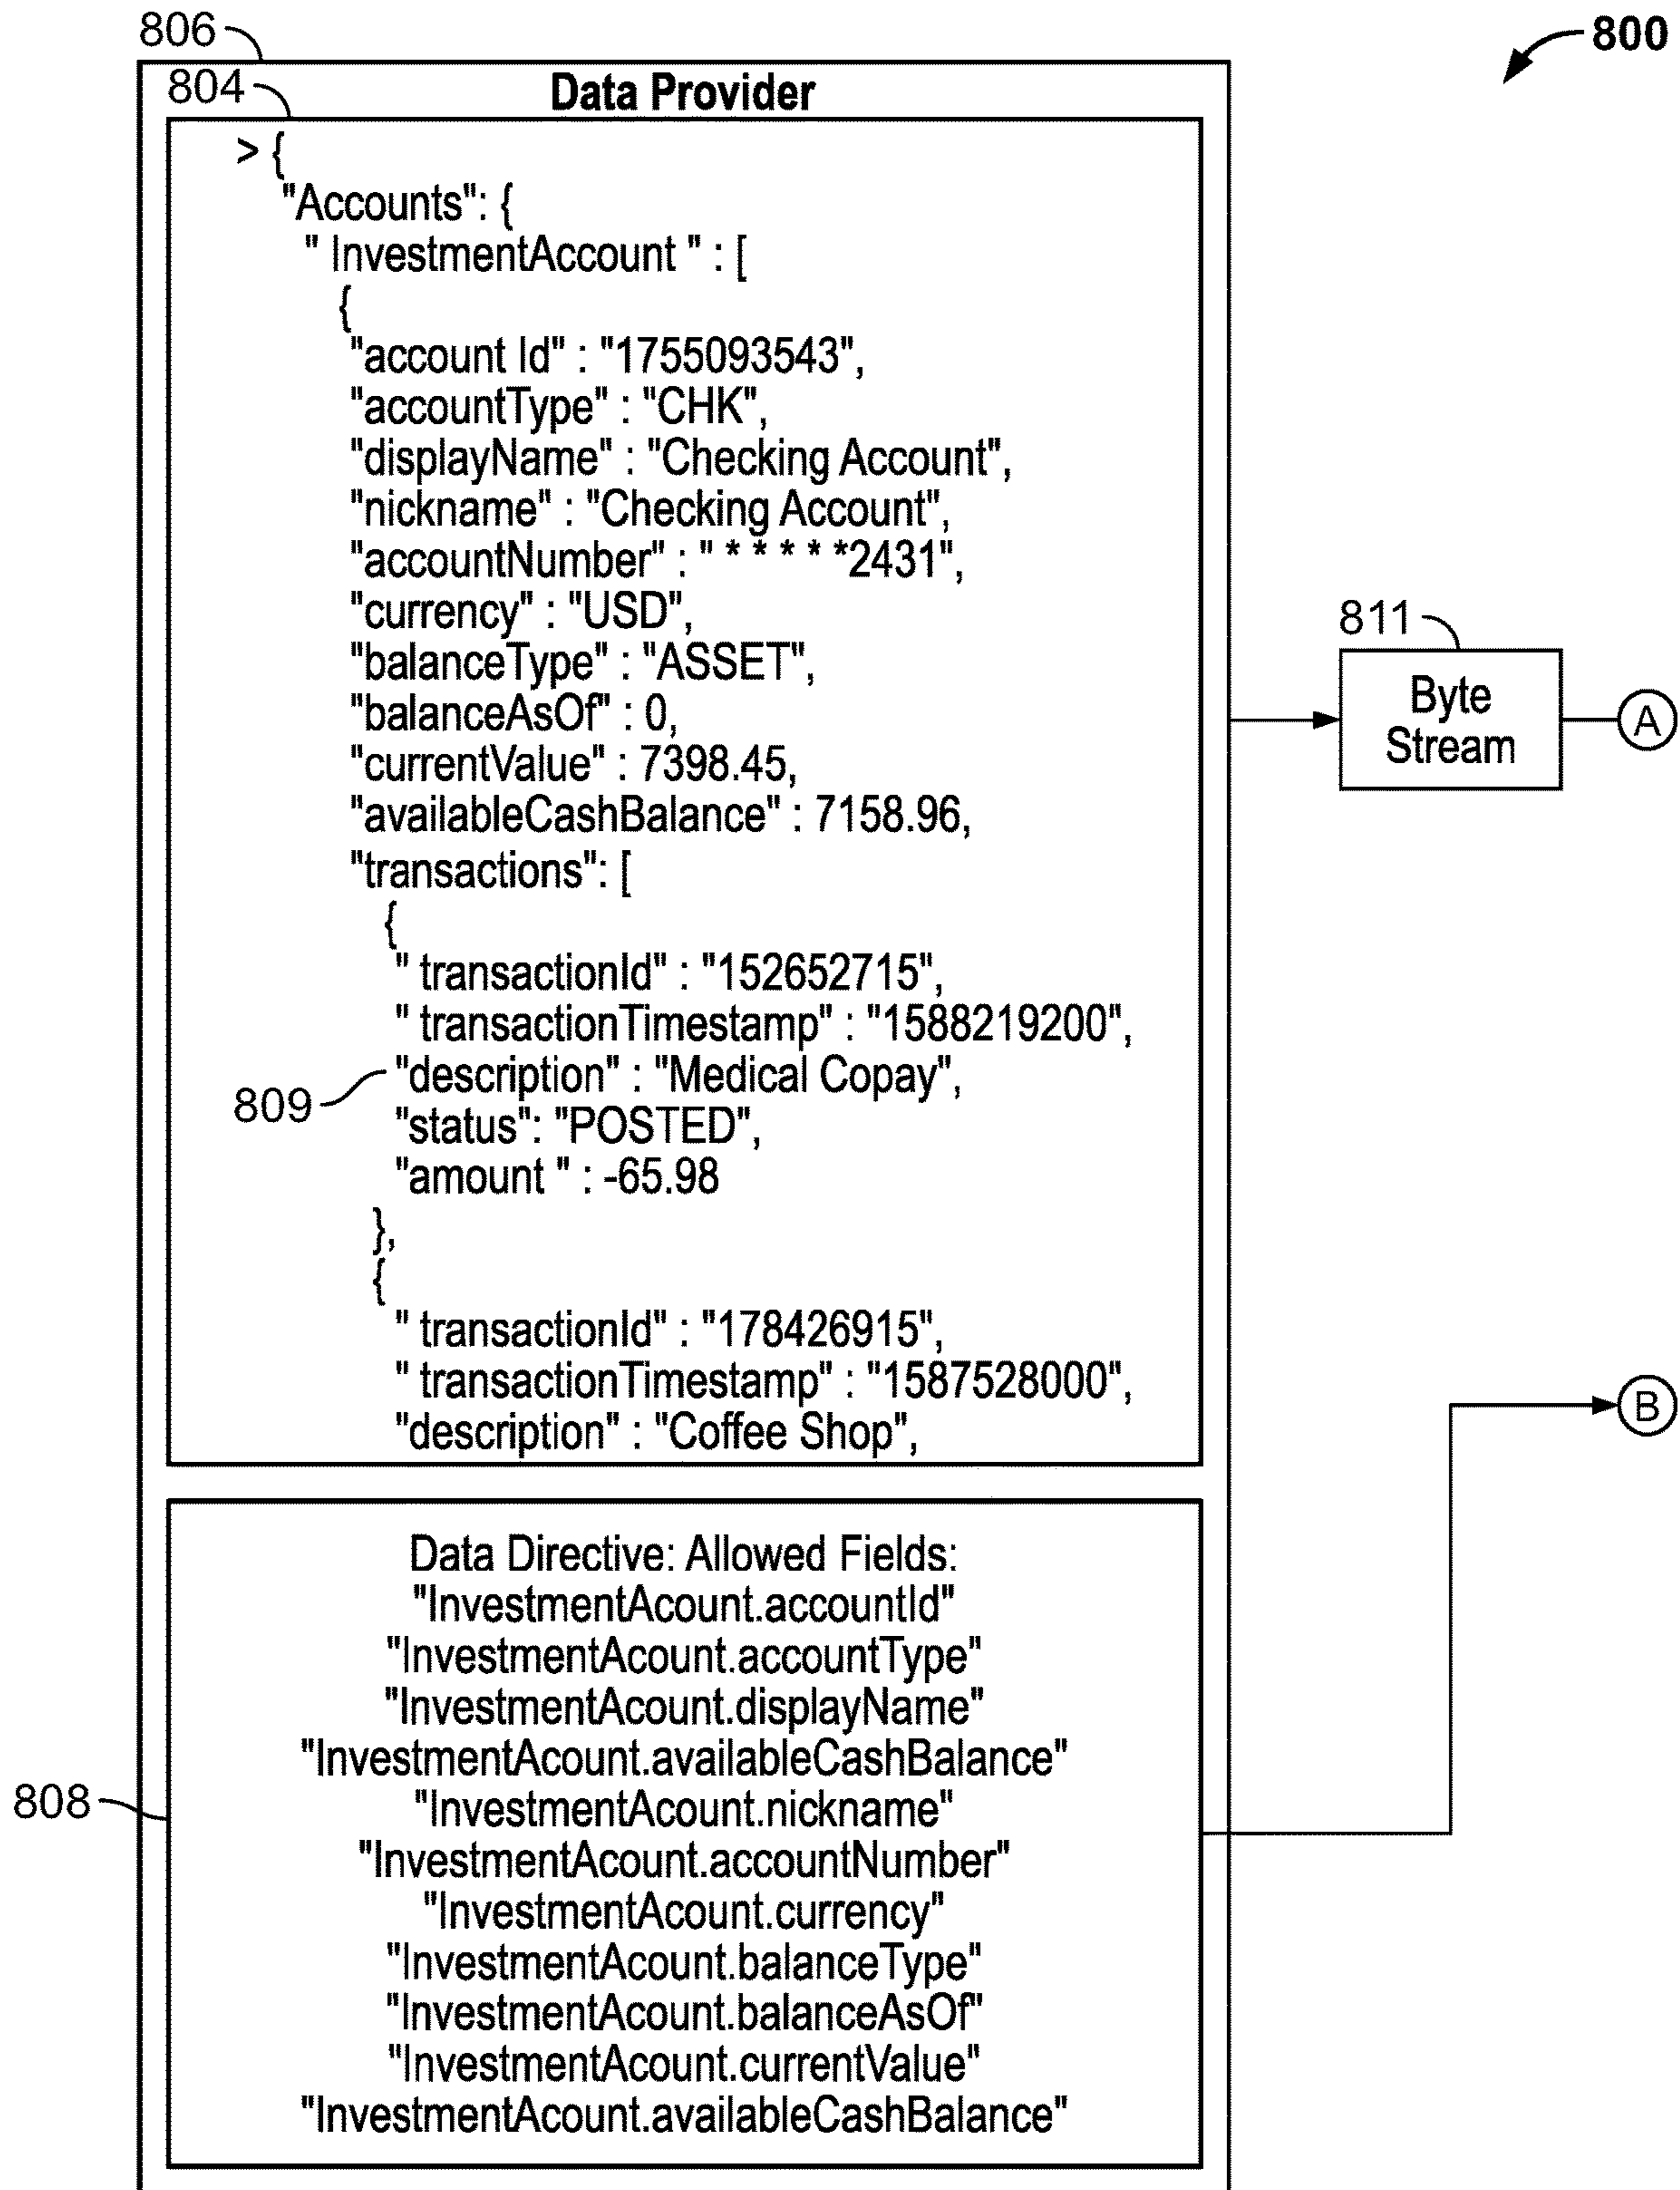 806
800
804
Data Provider
> {
"Accounts": {
" InvestmentAccount " : [
{
"account Id" : "1755093543",
"accountType" : "CHK",
"displayName" : "Checking Account",
"nickname" : "Checking Account",
"accountNumber" : " * * * * *2431",
"currency" : "USD",
"balanceType" : "ASSET",
"balanceAsOf" : 0,
"currentValue" : 7398.45,
"availableCashBalance" : 7158.96,
"transactions": [
{
" transactionId" : "152652715",
" transactionTimestamp" : "1588219200",
"description" : "Medical Copay",
809
"status": "POSTED",
"amount " : -65.98
},
{
" transactionId" : "178426915",
" transactionTimestamp" : "1587528000",
"description" : "Coffee Shop",
811
Byte
Stream
A
B
Data Directive: Allowed Fields:
"InvestmentAcount.accountId"
"InvestmentAcount.accountType"
"InvestmentAcount.displayName"
"InvestmentAcount.availableCashBalance"
808
"InvestmentAcount.nickname"
"InvestmentAcount.accountNumber"
"InvestmentAcount.currency"
"InvestmentAcount.balanceType"
"InvestmentAcount.balanceAsOf"
"InvestmentAcount.currentValue"
"InvestmentAcount.availableCashBalance"